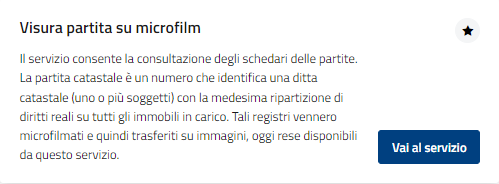 Visura partita su microfilm
Il servizio consente la consultazione degli schedari delle partite.
La partita catastale è un numero che identifica una ditta
catastale (uno o più soggetti) con la medesima ripartizione di
diritti reali su tutti gli immobili in carico. Tali registri vennero
microfilmati e quindi trasferiti su immagini, oggi rese disponibili
da questo servizio.
Vai al servizio